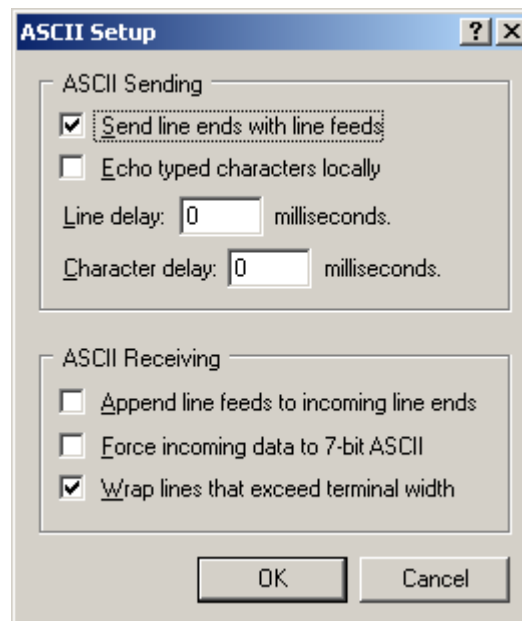 ASCII Setup
ASCII Sending
Send line ends with line feeds
Echo typed characters locally
Line delay: 0 milliseconds.
Character delay: 0 milliseconds.
ASCII Receiving
Append line feeds to incoming line ends
Force incoming data to 7-bit ASCII
Wrap lines that exceed terminal width
OK Cancel